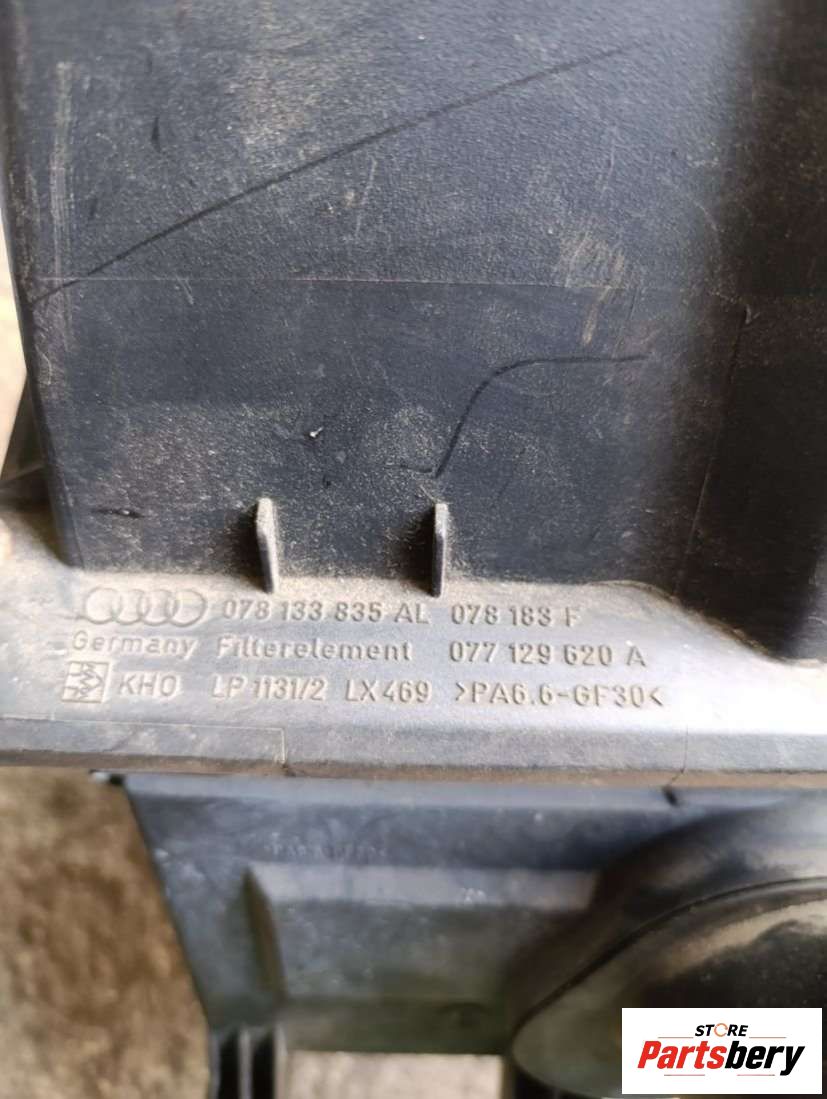 078 133 835 AL 078 183 F
Germany Filterelement 077 129 620 A
KHO LP 1131/2 LX469 >PA6.6-GF30<
STORE
Partsbery